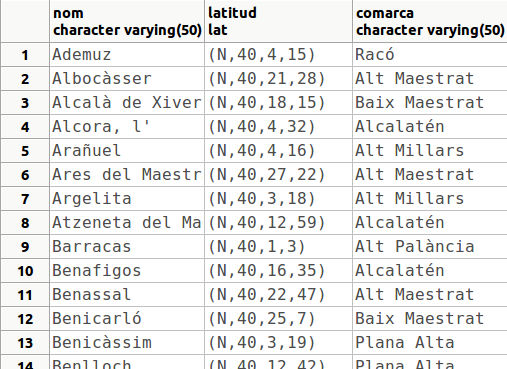 nom latitud comarca
character varying(50) lat character varying(50)
1 Ademuz (N,40,4,15) Racó
2 Albocàsser (N,40,21,28) Alt Maestrat
3 Alcalà de Xiver (N,40,18,15) Baix Maestrat
4 Alcora, l' (N,40,4,32) Alcalatén
5 Arañuel (N,40,4,16) Alt Millars
6 Ares del Maestr (N,40,27,22) Alt Maestrat
7 Argelita (N,40,3,18) Alt Millars
8 Atzeneta del Ma (N,40,12,59) Alcalatén
9 Barracas (N,40,1,3) Alt Palància
10 Benafigos (N,40,16,35) Alcalatén
11 Benassal (N,40,22,47) Alt Maestrat
12 Benicarló (N,40,25,7) Baix Maestrat
13 Benicàssim (N,40,3,19) Plana Alta
14 Benlloch (N,40,12,42) Plana Alta